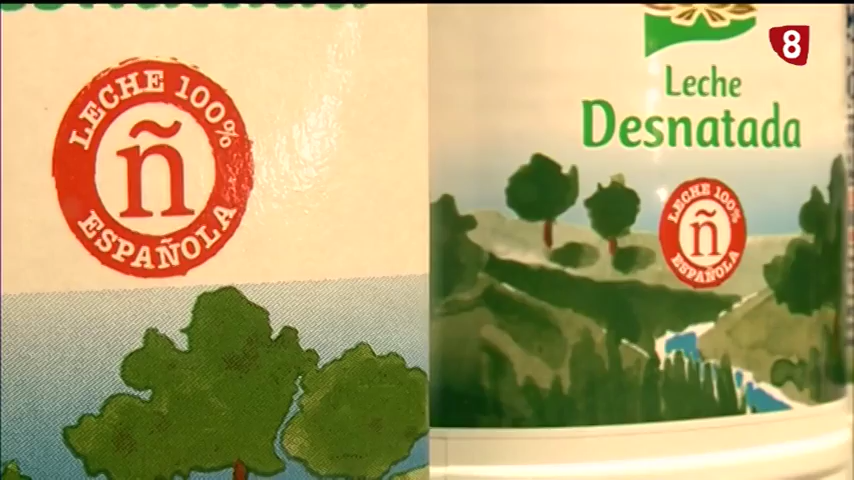 LECHE 100%
ñ
ESPAÑOLA
8
Leche
Desnatada
LECHE 100%
ñ
ESPAÑOLA